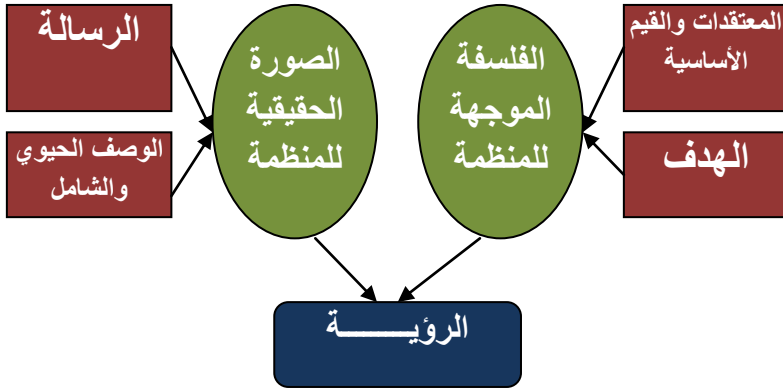 المعتقدات والقيم
الأساسية
الهدف
الفلسفة
الموجهة
للمنظمة
الصورة
الحقيقية
للمنظمة
الرسالة
الوصف الحيوي
والشامل
الرؤيـــــــة